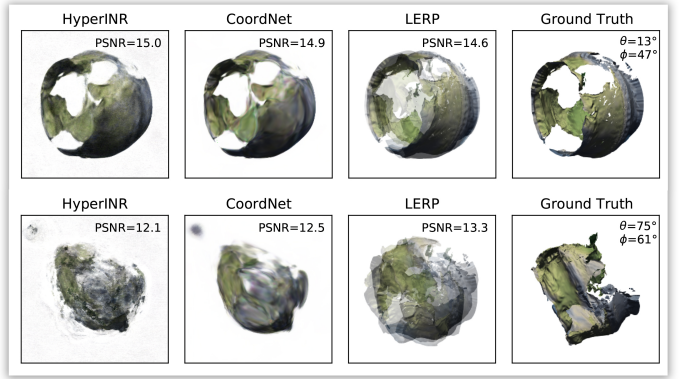 HyperINR
CoordNet
LERP
Ground Truth
PSNR=15.0
PSNR=14.9
PSNR=14.6
θ=13°
ϕ=47°
HyperINR
CoordNet
LERP
Ground Truth
PSNR=12.1
PSNR=12.5
PSNR=13.3
θ=75°
ϕ=61°